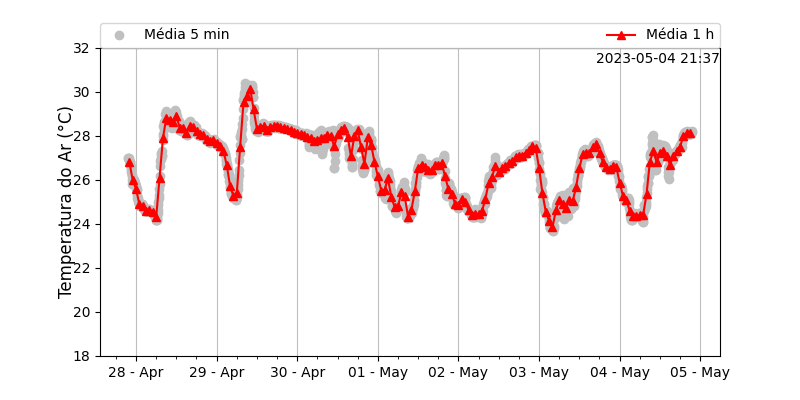 Média 5 min
Média 1 h
2023-05-04 21:37
Temperatura do Ar (°C)
32
30
28
26
24
22
20
18
28 - Apr
29 - Apr
30 - Apr
01 - May
02 - May
03 - May
04 - May
05 - May